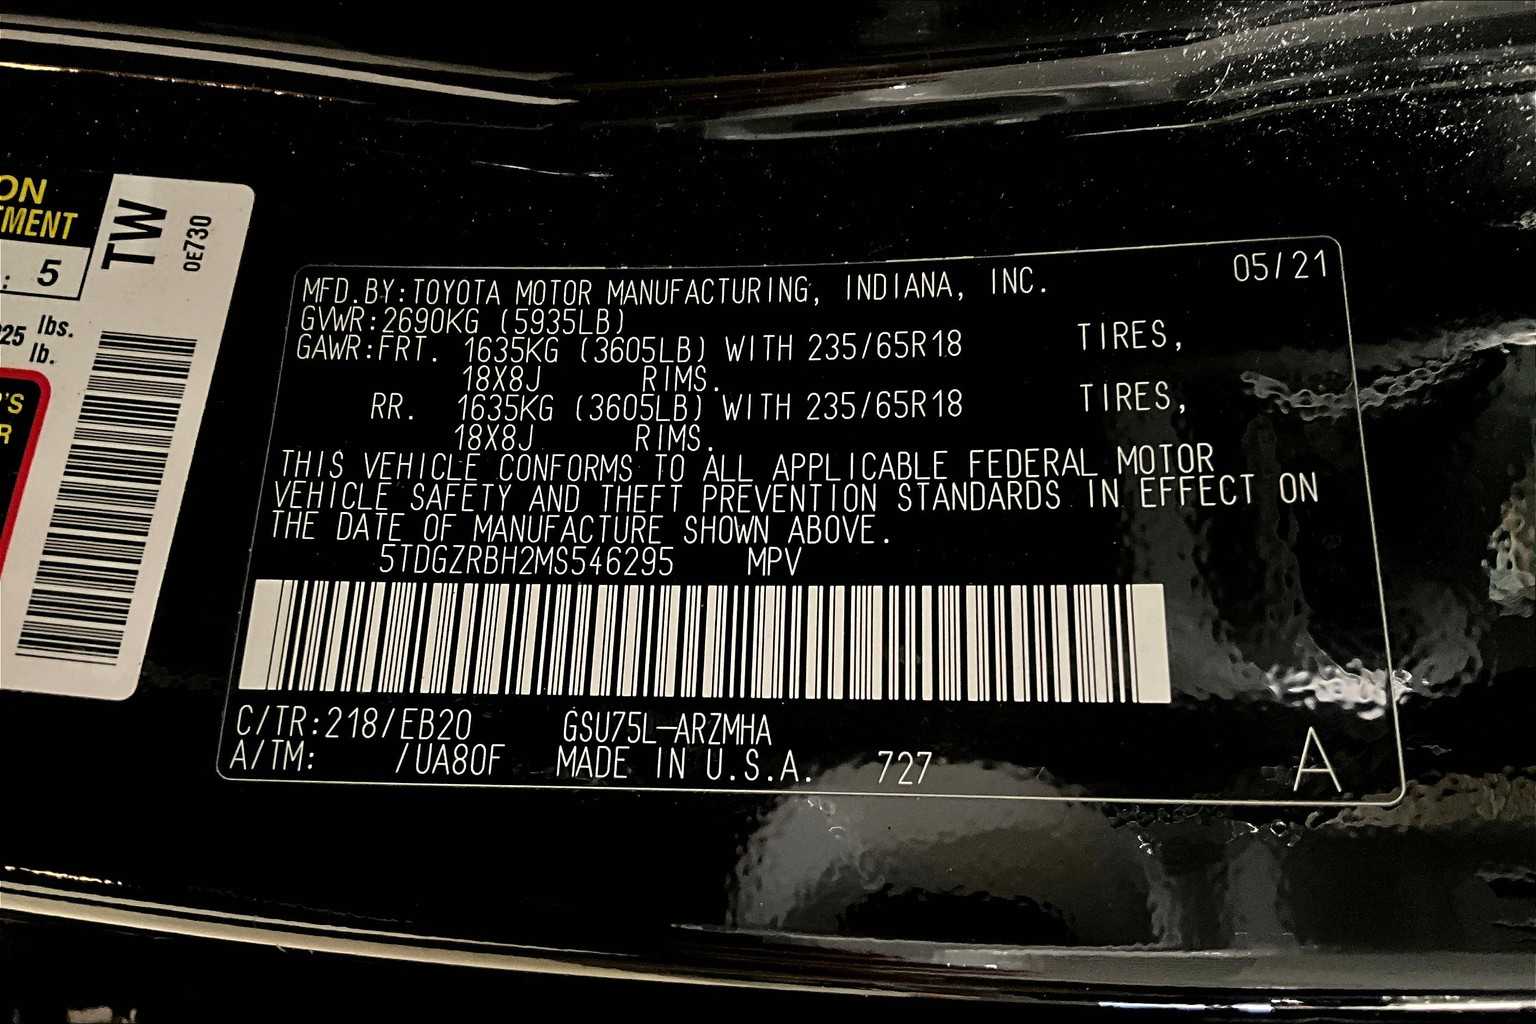 ON
TMENT
: 5
25 lbs.
lb.
'S
R
TW
0E730
MFD.BY:TOYOTA MOTOR MANUFACTURING, INDIANA, INC. 05/21
GVWR:2690KG (5935LB)
GAWR:FRT. 1635KG (3605LB) WITH 235/65R18 TIRES,
18X8J RIMS.
RR. 1635KG (3605LB) WITH 235/65R18 TIRES,
18X8J RIMS.
THIS VEHICLE CONFORMS TO ALL APPLICABLE FEDERAL MOTOR
VEHICLE SAFETY AND THEFT PREVENTION STANDARDS IN EFFECT ON
THE DATE OF MANUFACTURE SHOWN ABOVE.
5TDGZRBH2MS546295 MPV
C/TR:218/EB20 GSU75L-ARZMHA
A/TM: /UA80F MADE IN U.S.A. 727 A